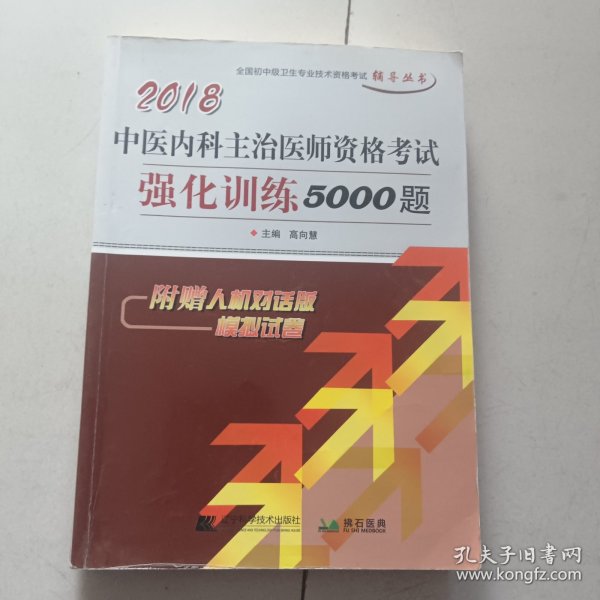 全国初中级卫生专业技术资格考试 辅导丛书
2018
中医内科主治医师资格考试
强化训练5000题
◆ 主编 高向慧
附赠人机对话版
模拟试卷
辽宁科学技术出版社
拂石医典
FU SHI MEDBOOK
孔夫子旧书网
www.kongfz.com